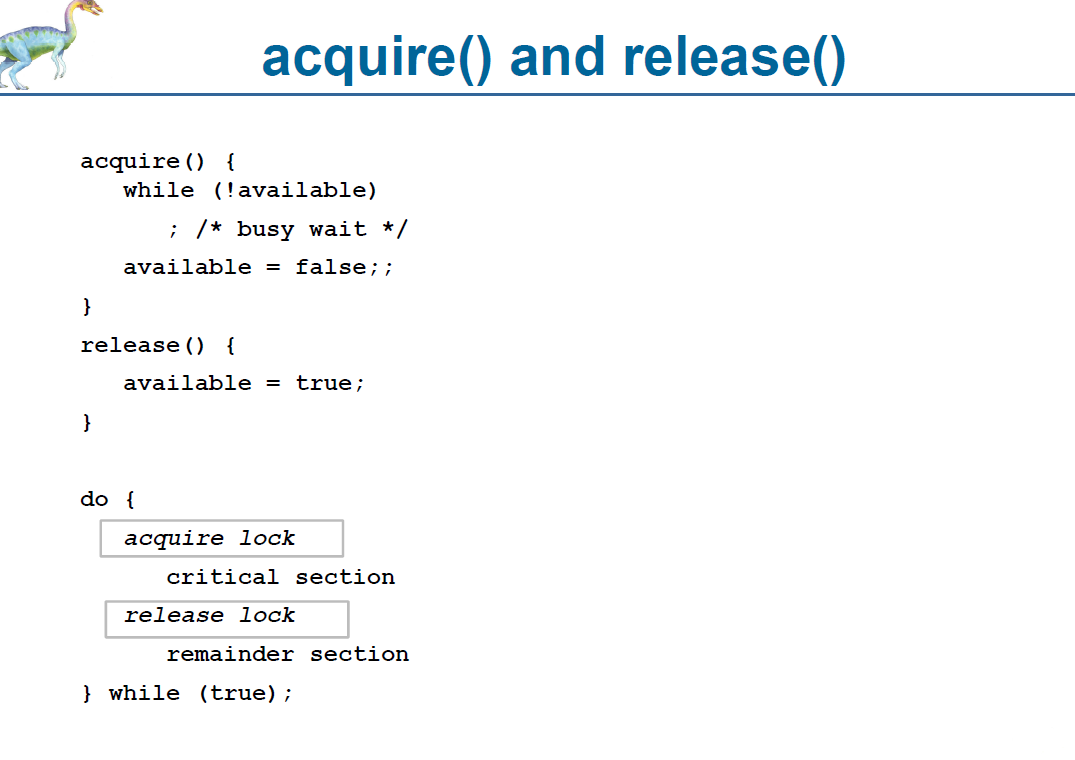 acquire() and release()
acquire() {
while (!available)
; /* busy wait */
available = false;;
}
release() {
available = true;
}
do {
acquire lock
critical section
release lock
remainder section
} while (true);